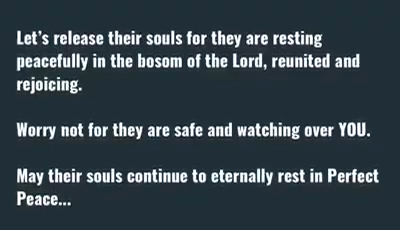 Let's release their souls for they are resting
peacefully in the bosom of the Lord, reunited and
rejoicing.
Worry not for they are safe and watching over YOU.
May their souls continue to eternally rest in Perfect
Peace...